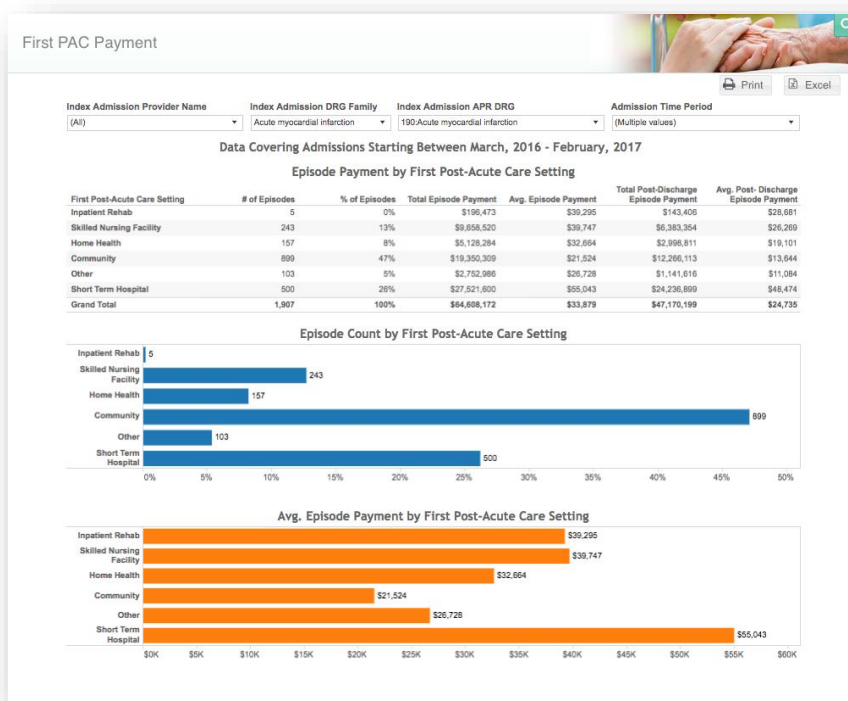 First PAC Payment
Print Excel
Index Admission Provider Name Index Admission DRG Family Index Admission APR DRG Admission Time Period
(All) Acute myocardial infarction 190:Acute myocardial infarction (Multiple values)
Data Covering Admissions Starting Between March, 2016 - February, 2017
Episode Payment by First Post-Acute Care Setting
Total Post-Discharge Avg. Post- Discharge
First Post-Acute Care Setting # of Episodes % of Episodes Total Episode Payment Avg. Episode Payment Episode Payment Episode Payment
Inpatient Rehab 5 0% $196,473 $39,295 $143,406 $28,681
Skilled Nursing Facility 243 13% $9,658,520 $39,747 $6,383,354 $26,269
Home Health 157 8% $5,128,284 $32,664 $2,998,811 $19,101
Community 899 47% $19,350,309 $21,524 $12,266,113 $13,644
Other 103 5% $2,752,986 $26,728 $1,141,616 $11,084
Short Term Hospital 500 26% $27,521,600 $55,043 $24,236,899 $48,474
Grand Total 1,907 100% $64,608,172 $33,879 $47,170,199 $24,735
Episode Count by First Post-Acute Care Setting
Inpatient Rehab 5
Skilled Nursing
Facility 243
Home Health 157
Community 899
Other 103
Short Term
Hospital 500
0% 5% 10% 15% 20% 25% 30% 35% 40% 45% 50%
Avg. Episode Payment by First Post-Acute Care Setting
Inpatient Rehab $39,295
Skilled Nursing
Facility $39,747
Home Health $32,664
Community $21,524
Other $26,728
Short Term
Hospital $55,043
$0K $5K $10K $15K $20K $25K $30K $35K $40K $45K $50K $55K $60K